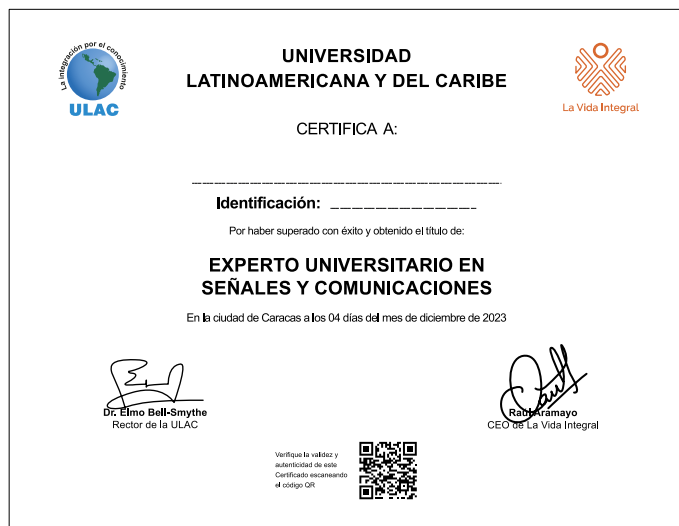 La integración por el conocimiento
ULAC
UNIVERSIDAD
LATINOAMERICANA Y DEL CARIBE
La Vida Integral
CERTIFICA A:
Identificación:
Por haber superado con éxito y obtenido el título de:
EXPERTO UNIVERSITARIO EN
SEÑALES Y COMUNICACIONES
En la ciudad de Caracas a los 04 días del mes de diciembre de 2023
Dr. Elmo Bell-Smythe
Rector de la ULAC
Raúl Aramayo
CEO de La Vida Integral
Verifique la validez y
autenticidad de este
Certificado escaneando
el código QR